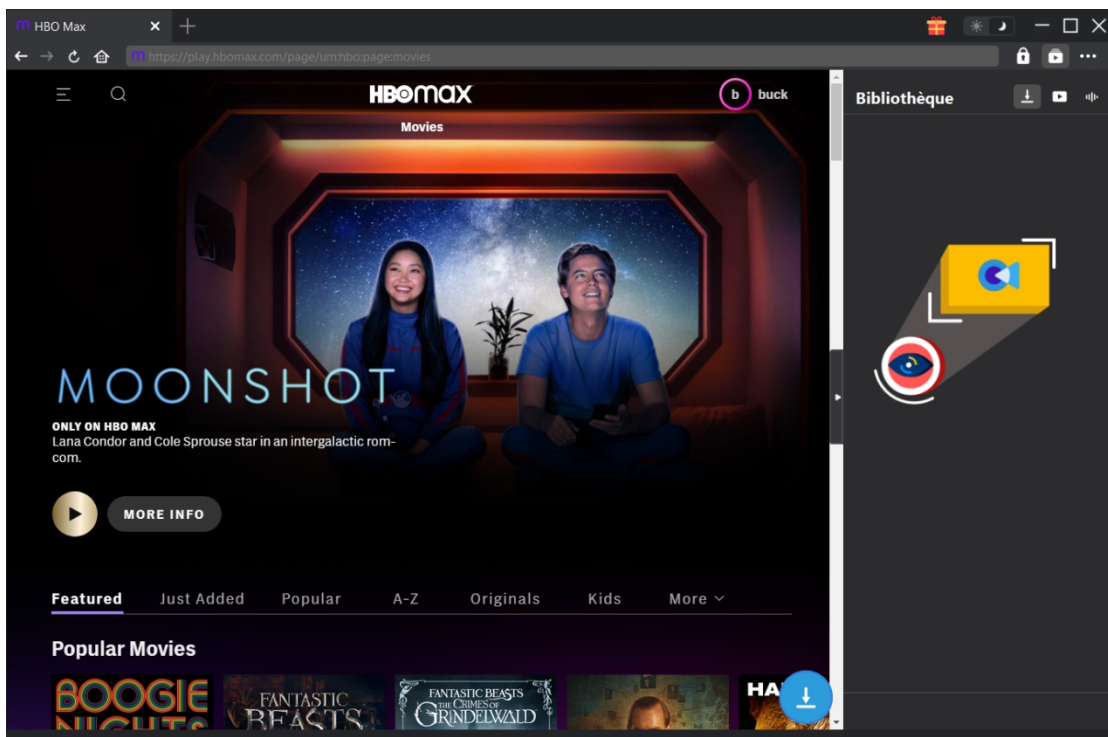 HBO Max
https://play.hbomax.com/page/urn:hbo:page:movies
HBOmax
b buck
Movies
Bibliothèque
MOONSHOT
ONLY ON HBO MAX
Lana Condor and Cole Sprouse star in an intergalactic rom-
com.
MORE INFO
Featured Just Added Popular A-Z Originals Kids More
Popular Movies
BOOGIE
NIGHTS
FANTASTIC
BEASTS
FANTASTIC BEASTS
THE CRIMES OF
GRINDELWALD
HA